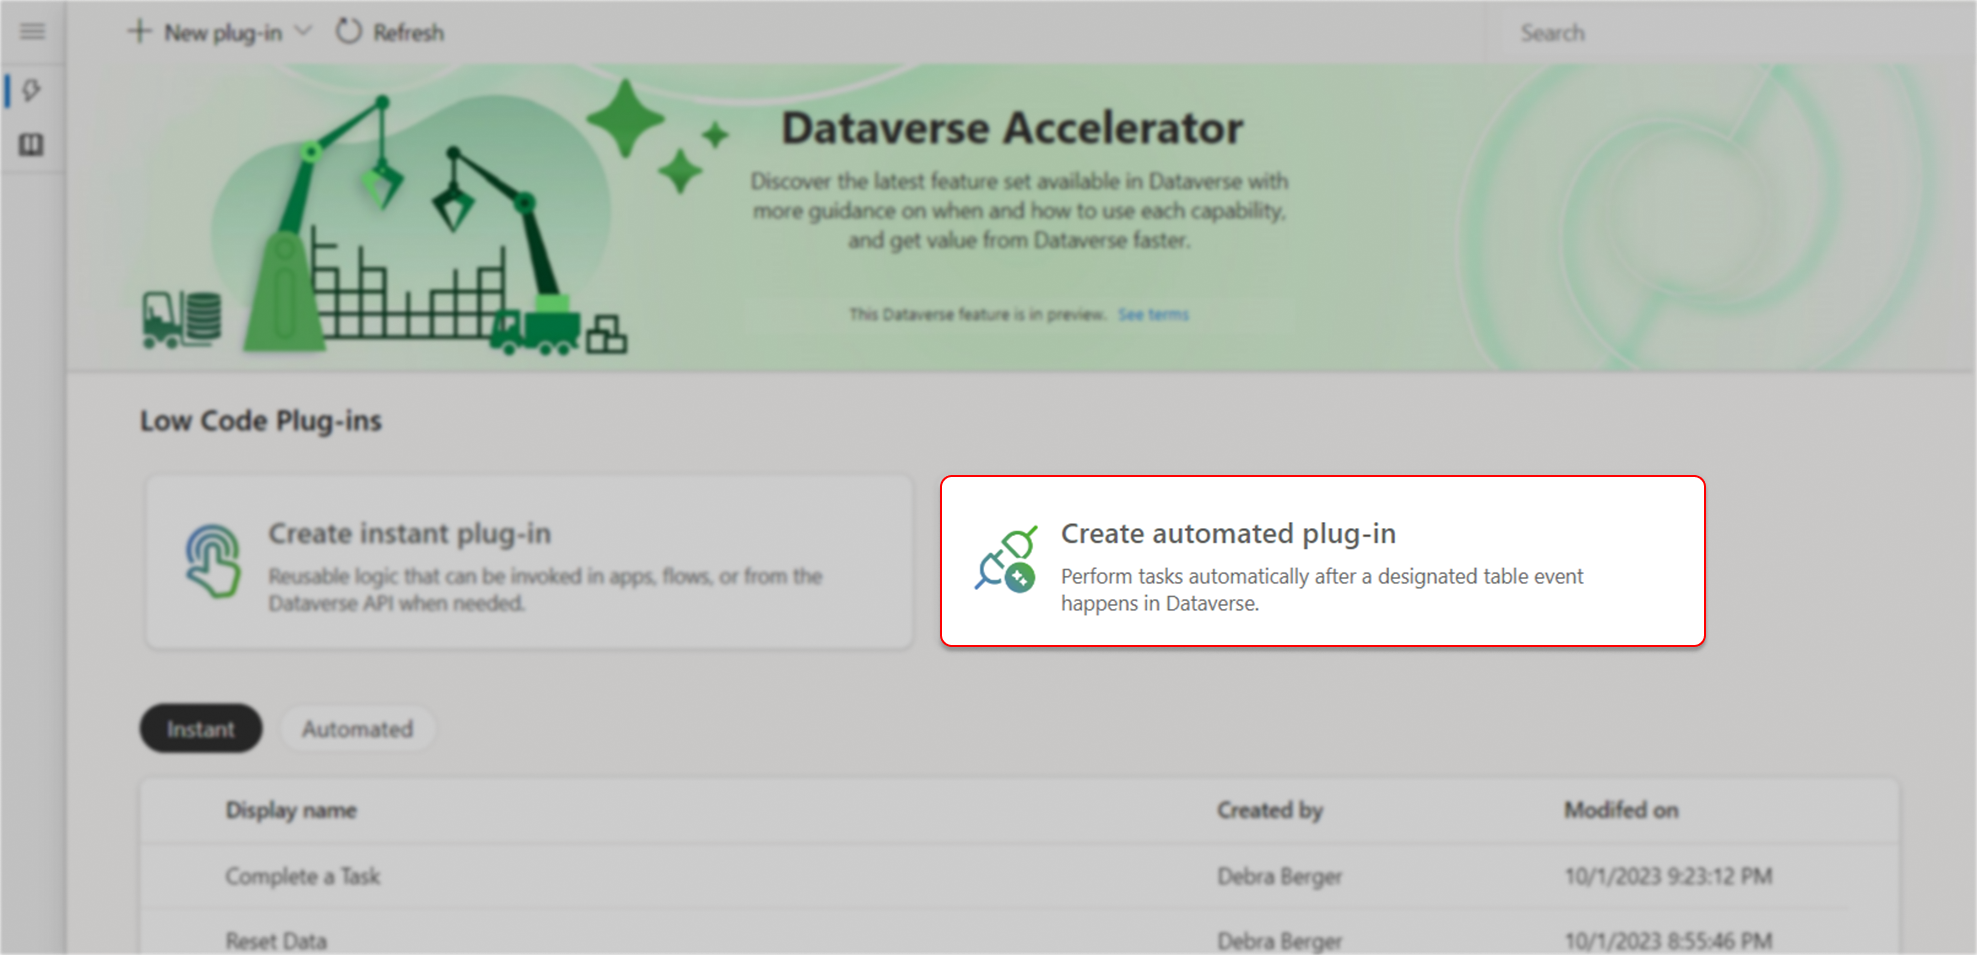 New plug-in
Refresh
Search
Dataverse Accelerator
Discover the latest feature set available in Dataverse with
more guidance on when and how to use each capability,
and get value from Dataverse faster.
This Dataverse feature is in preview. See terms
Low Code Plug-ins
Create instant plug-in
Reusable logic that can be invoked in apps, flows, or from the
Dataverse API when needed.
Create automated plug-in
Perform tasks automatically after a designated table event
happens in Dataverse.
Instant
Automated
Display name
Created by
Modifed on
Complete a Task
Debra Berger
10/1/2023 9:23:12 PM
Reset Data
Debra Berger
10/1/2023 8:55:46 PM